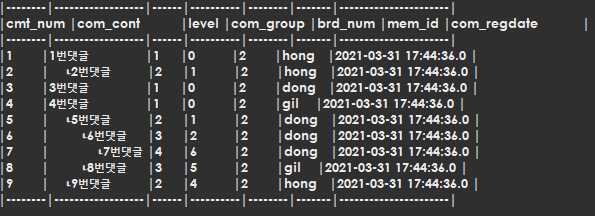 |--------|------------------|------|----------|--------|-------|---------------------|
|cmt_num |com_cont |level |com_group |brd_num |mem_id |com_regdate |
|--------|------------------|------|----------|--------|-------|---------------------|
|1 |1번댓글 |1 |0 |2 |hong |2021-03-31 17:44:36.0 |
|2 | ㄴ2번댓글 |2 |1 |2 |hong |2021-03-31 17:44:36.0 |
|3 |3번댓글 |1 |0 |2 |dong |2021-03-31 17:44:36.0 |
|4 |4번댓글 |1 |0 |2 |gil |2021-03-31 17:44:36.0 |
|5 | ㄴ5번댓글 |2 |1 |2 |dong |2021-03-31 17:44:36.0 |
|6 | ㄴ6번댓글 |3 |2 |2 |dong |2021-03-31 17:44:36.0 |
|7 | ㄴ7번댓글 |4 |6 |2 |dong |2021-03-31 17:44:36.0 |
|8 | ㄴ8번댓글 |3 |5 |2 |gil |2021-03-31 17:44:36.0 |
|9 | ㄴ9번댓글 |2 |4 |2 |hong |2021-03-31 17:44:36.0 |
|--------|------------------|------|----------|--------|-------|---------------------|